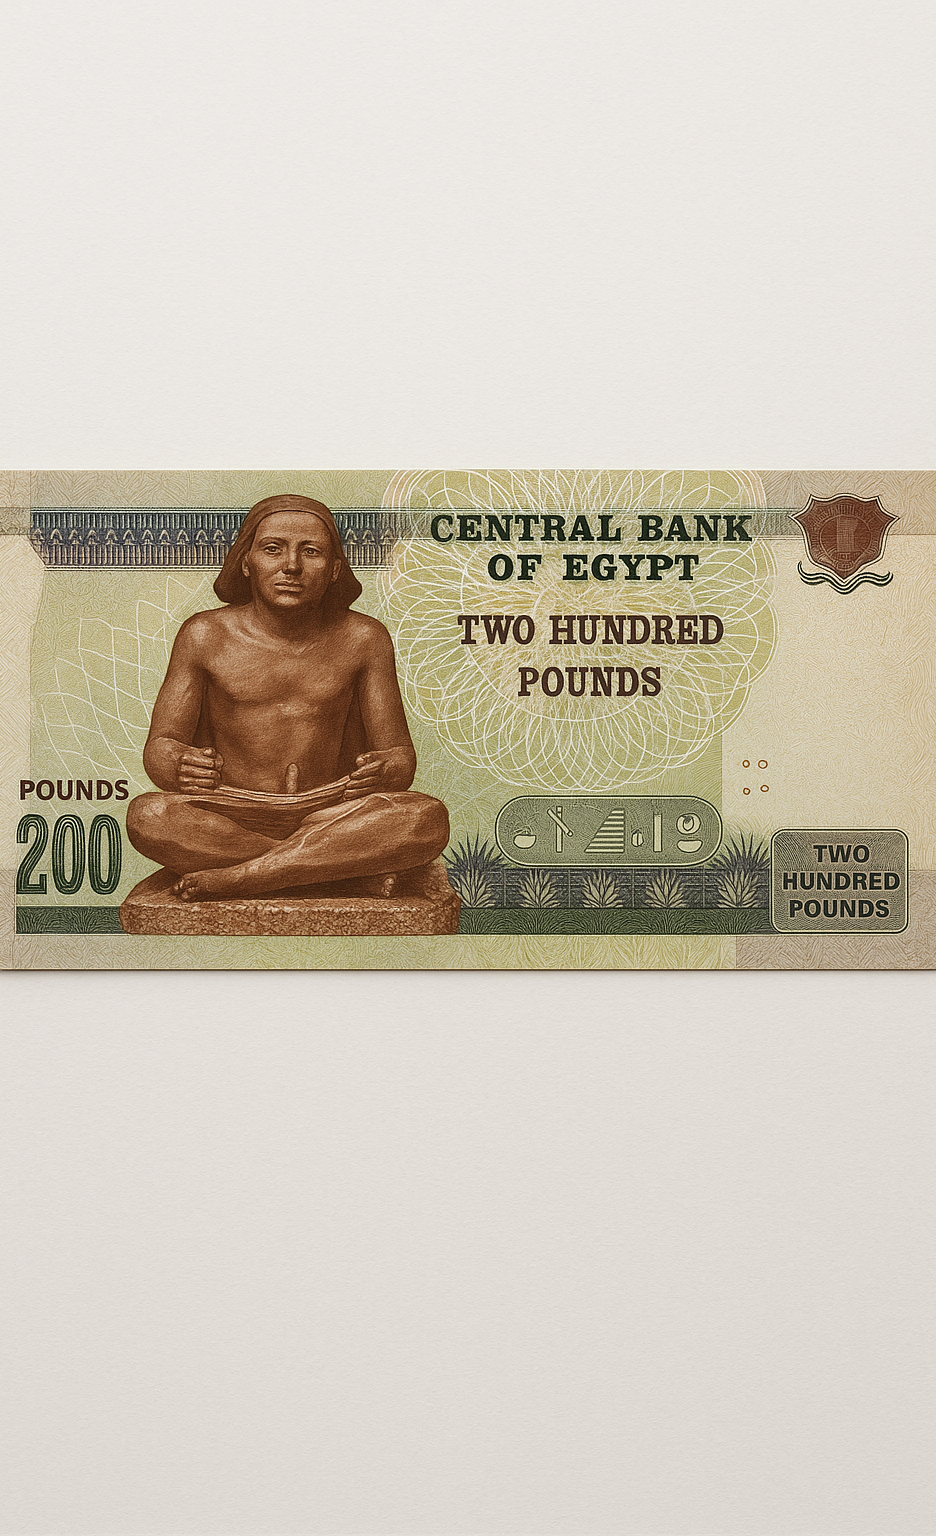 CENTRAL BANK
OF EGYPT
TWO HUNDRED
POUNDS
POUNDS
200
TWO
HUNDRED
POUNDS